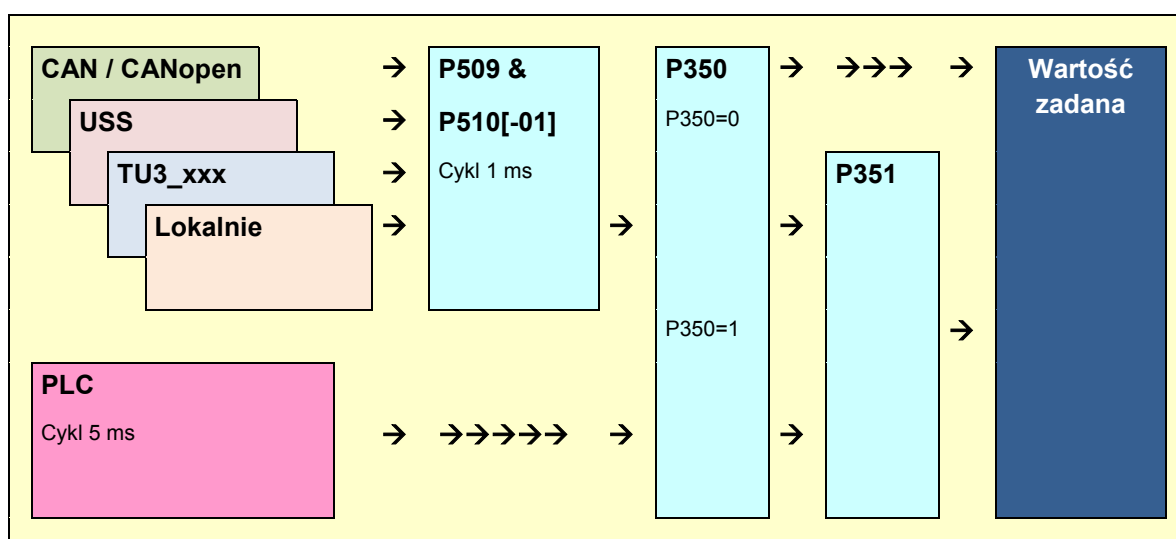 CAN / CANopen → P509 & P350 → →→→ → Wartość
zadana
USS → P510[-01] P350=0
TU3_xxx → Cykl 1 ms P351
Lokalnie → → →
P350=1 →
PLC
Cykl 5 ms → →→→→→ → →